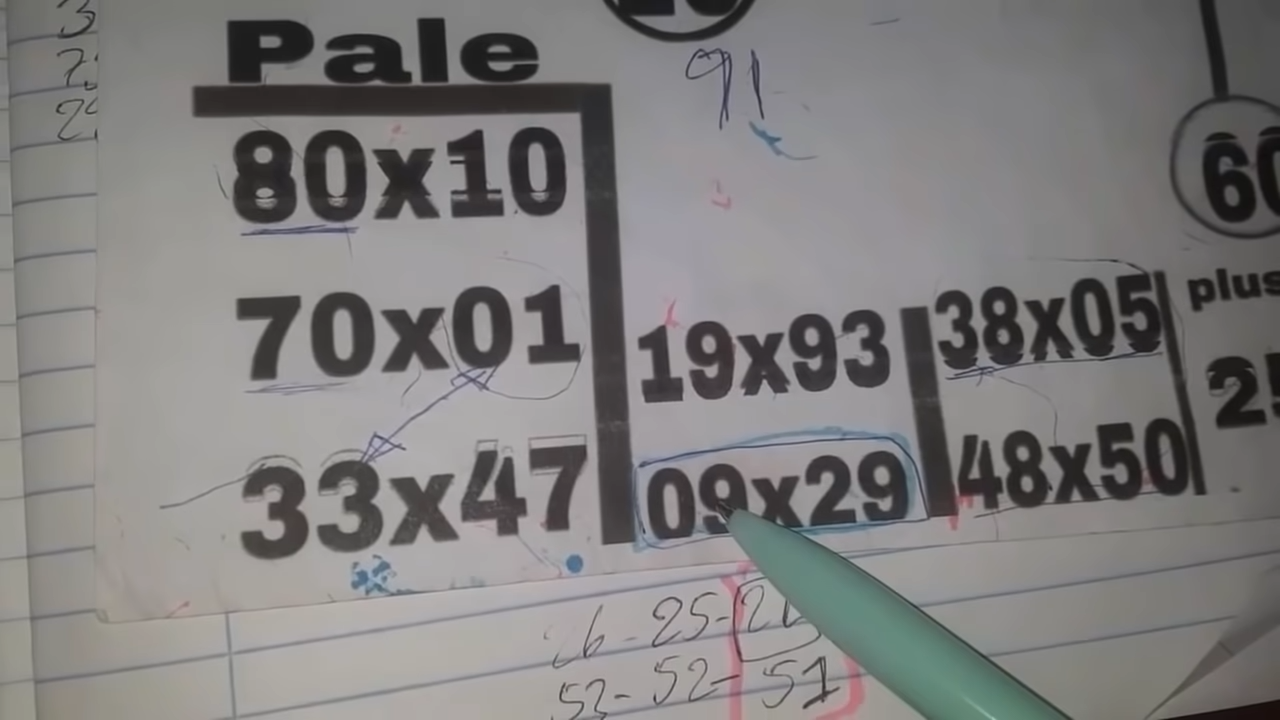 Pale
91
80x10
60
70x01
19x93
38x05
plus
33x47
09x29
48x50
26-25-
53-52-51